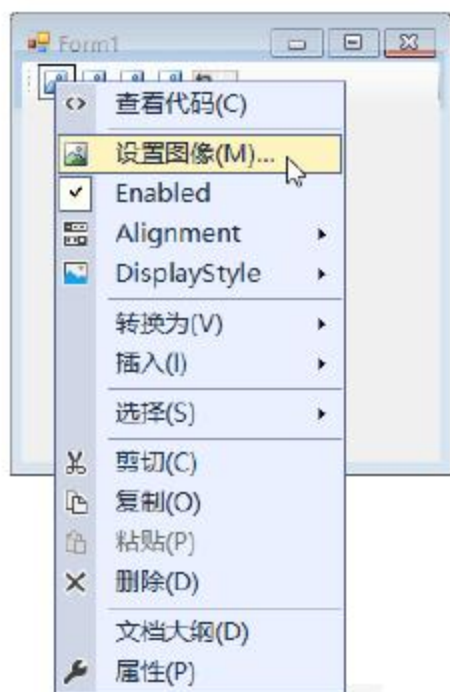 Form1
查看代码(C)
设置图像(M)...
Enabled
Alignment
DisplayStyle
转换为(V)
插入(I)
选择(S)
剪切(C)
复制(O)
粘贴(P)
删除(D)
文档大纲(D)
属性(P)